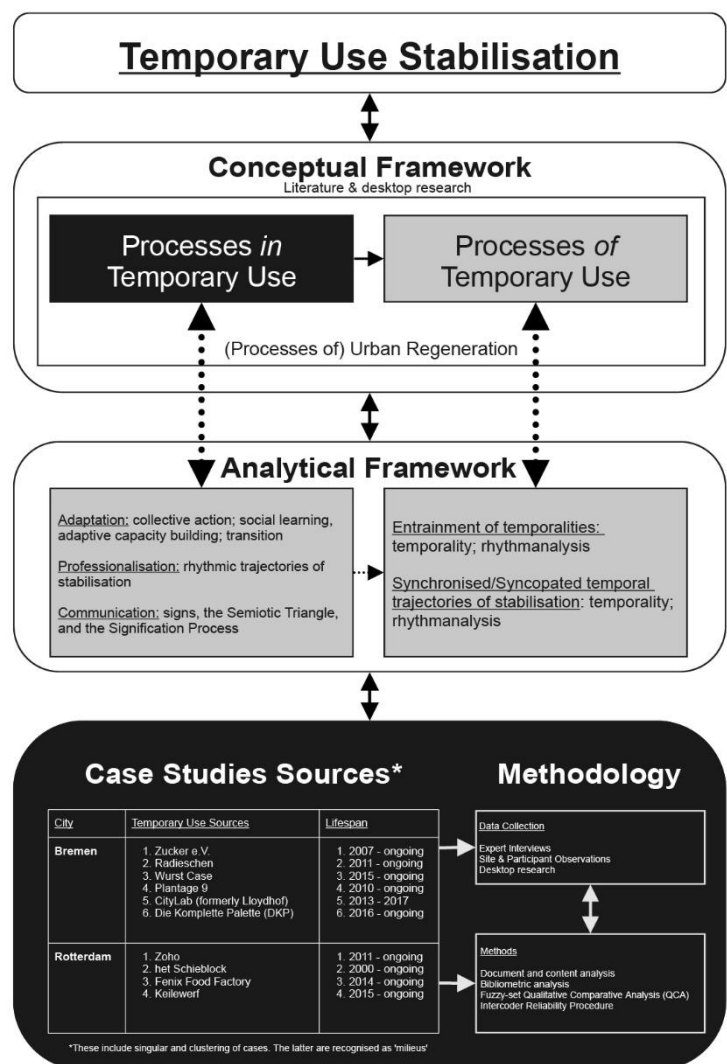 Temporary Use Stabilisation
Conceptual Framework
Literature & desktop research
Processes in
Temporary Use
Processes of
Temporary Use
(Processes of) Urban Regeneration
Analytical Framework
Adaptation: collective action; social learning,
adaptive capacity building; transition
Professionalisation: rhythmic trajectories of
stabilisation
Communication: signs, the Semiotic Triangle,
and the Signification Process
Entrainment of temporalities:
temporality; rhythmanalysis
Synchronised/Syncopated temporal
trajectories of stabilisation: temporality;
rhythmanalysis
Case Studies Sources*
City Temporary Use Sources Lifespan
Bremen 1. Zucker e.V. 1. 2007 - ongoing
2. Radieschen 2. 2011 - ongoing
3. Wurst Case 3. 2015 - ongoing
4. Plantage 9 4. 2010 - ongoing
5. CityLab (formerly Lloydhof) 5. 2013 - 2017
6. Die Komplette Palette (DKP) 6. 2016 - ongoing
Rotterdam 1. Zoho 1. 2011 - ongoing
2. het Schieblock 2. 2000 - ongoing
3. Fenix Food Factory 3. 2014 - ongoing
4. Keilewerf 4. 2015 - ongoing
*These include singular and clustering of cases. The latter are recognised as 'milieus'
Methodology
Data Collection
Expert Interviews
Site & Participant Observations
Desktop research
Methods
Document and content analysis
Bibliometric analysis
Fuzzy-set Qualitative Comparative Analysis (QCA)
Intercoder Reliability Procedure